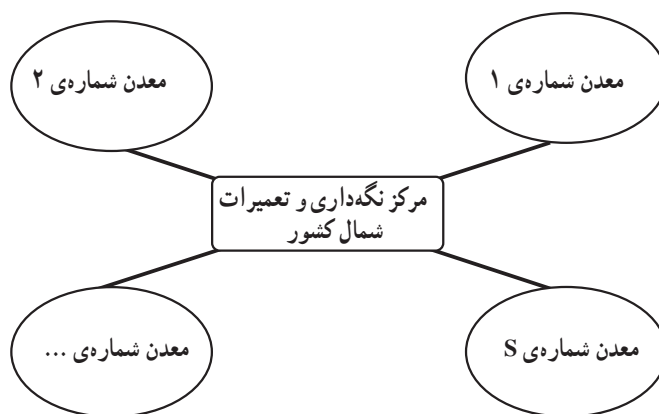 معدن شماره‌ی ۱
معدن شماره‌ی ۲
مرکز نگه‌داری و تعمیرات
شمال کشور
معدن شماره‌ی S
معدن شماره‌ی ...